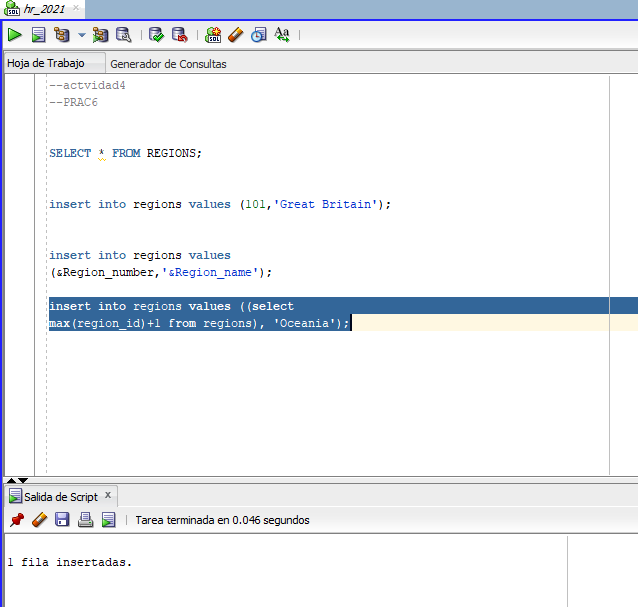 hr_2021
Hoja de Trabajo Generador de Consultas
--actvidad4
--PRAC6
SELECT * FROM REGIONS;
insert into regions values (101,'Great Britain');
insert into regions values
(&Region_number,'&Region_name');
insert into regions values ((select
max(region_id)+1 from regions), 'Oceania');
Salida de Script x
Tarea terminada en 0.046 segundos
1 fila insertadas.